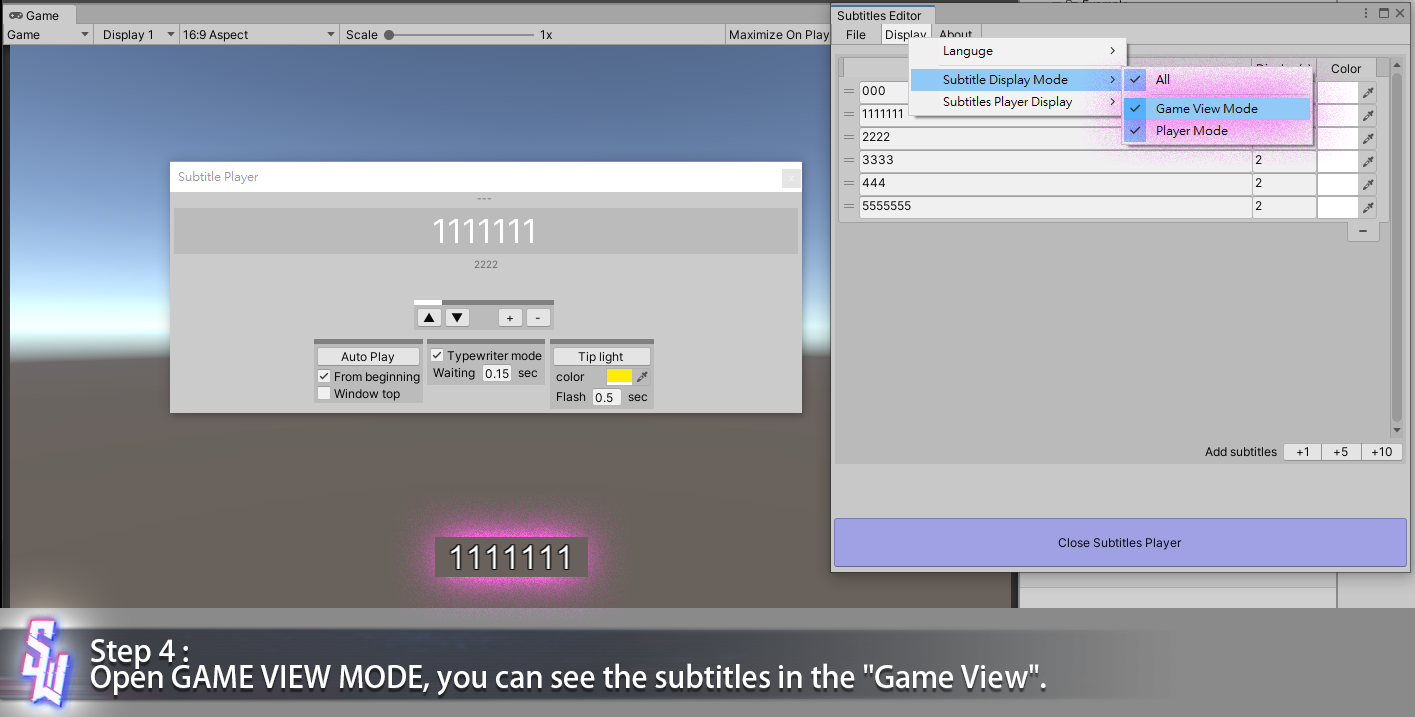 Game
Game
Display 1
16:9 Aspect
Scale
1x
Maximize On Play
Subtitle Player
x
---
1111111
2222
+
-
Auto Play
From beginning
Window top
Typewriter mode
Waiting 0.15 sec
Tip light
color
Flash 0.5 sec
1111111
Subtitles Editor
File
Display
About
Languge
Subtitle Display Mode
Subtitles Player Display
All
Game View Mode
Player Mode
Color
000
1111111
2222
3333 2
444 2
5555555 2
Add subtitles +1 +5 +10
Close Subtitles Player
SW
Step 4 :
Open GAME VIEW MODE, you can see the subtitles in the "Game View".